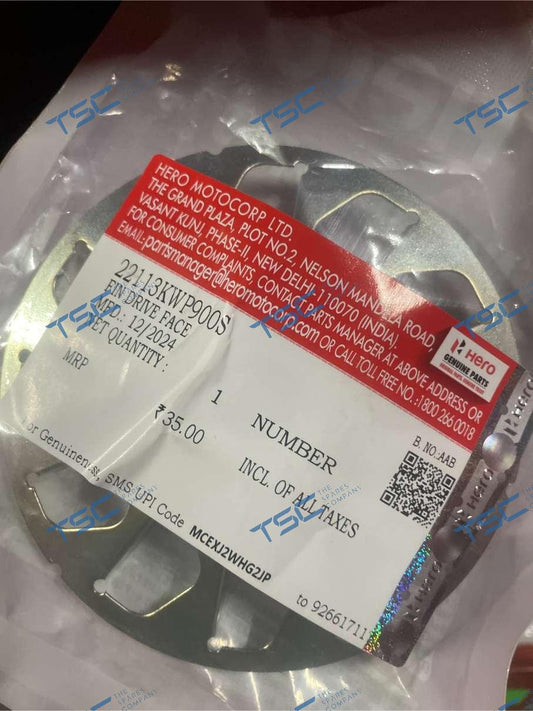 HERO MOTOCORP LTD.
THE GRAND PLAZA, PLOT NO.2, NELSON MANDELA ROAD,
VASANT KUNJ, PHASE-II, NEW DELHI-110070 (INDIA).
FOR CONSUMER COMPLAINTS, CONTACT PARTS MANAGER AT ABOVE ADDRESS OR
EMAIL:partsmanager@heromotocorp.com OR CALL TOLL FREE NO.:1800 266 0018
Hero
GENUINE PARTS
22113KWP900S
FIN DRIVE FACE
MFD.: 12/2024
NET QUANTITY :
1 NUMBER
MRP
₹35.00
INCL. OF ALL TAXES
B. NO.:AAB
or Genuineness, SMS UPI Code MCEXJ2WHG2JP
to 92661711
Hero
Hero
TSC
THE SPARES COMPANY